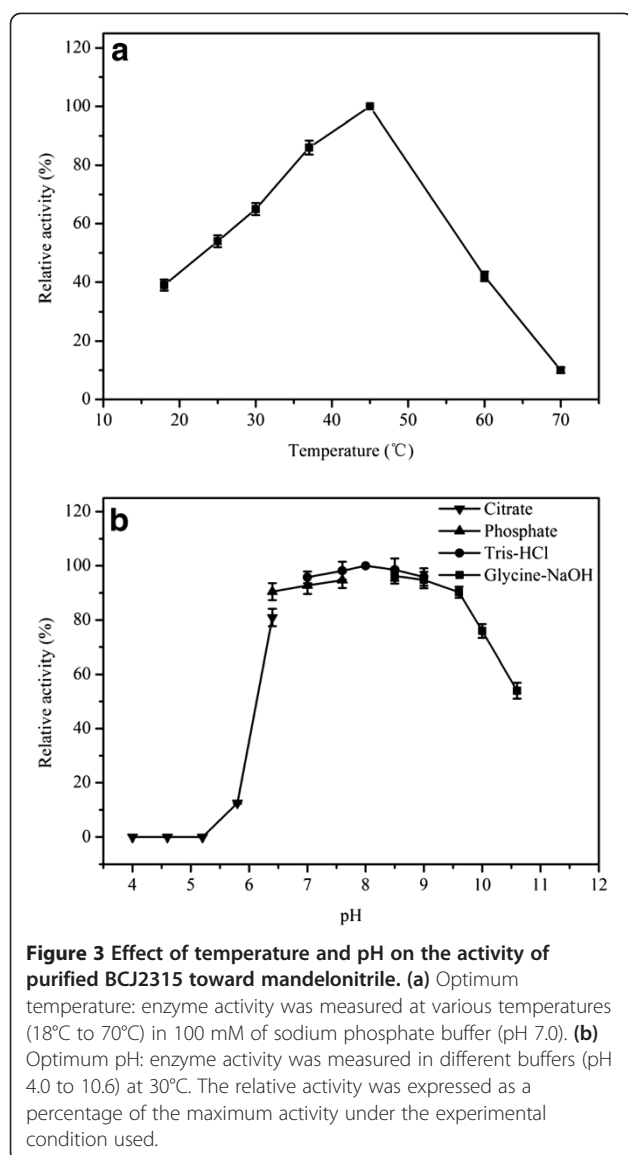 a
120
100
80
60
40
20
0
Relative activity (%)
10 20 30 40 50 60 70
Temperature (℃)
b
Citrate
Phosphate
Tris-HCl
Glycine-NaOH
120
100
80
60
40
20
0
Relative activity (%)
4 5 6 7 8 9 10 11 12
pH
Figure 3 Effect of temperature and pH on the activity of
purified BCJ2315 toward mandelonitrile. (a) Optimum
temperature: enzyme activity was measured at various temperatures
(18°C to 70°C) in 100 mM of sodium phosphate buffer (pH 7.0). (b)
Optimum pH: enzyme activity was measured in different buffers (pH
4.0 to 10.6) at 30°C. The relative activity was expressed as a
percentage of the maximum activity under the experimental
condition used.